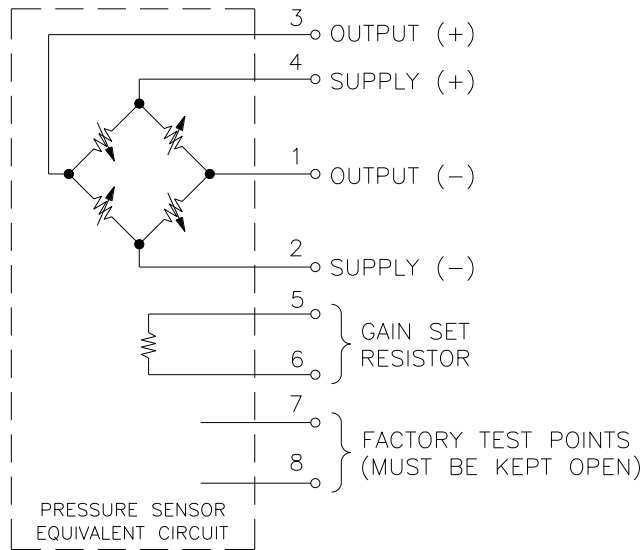 3
OUTPUT (+)
4
SUPPLY (+)
1
OUTPUT (-)
2
SUPPLY (-)
5
GAIN SET
RESISTOR
6
7
FACTORY TEST POINTS
(MUST BE KEPT OPEN)
8
PRESSURE SENSOR
EQUIVALENT CIRCUIT